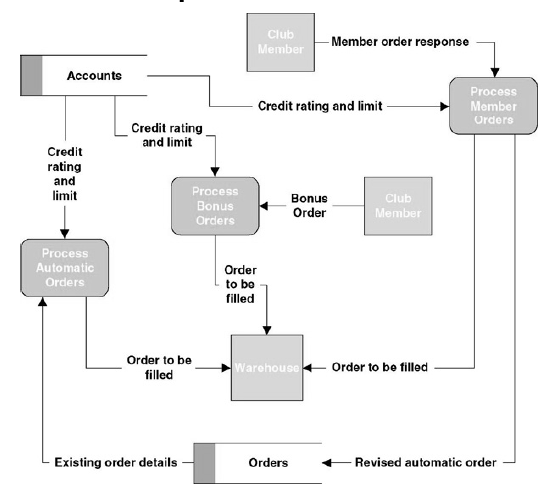 Club
Member
Member order response
Accounts
Process
Member
Orders
Credit rating and limit
Credit rating
and limit
Credit
rating
and
limit
Process
Bonus
Orders
Bonus
Order
Club
Member
Process
Automatic
Orders
Order
to be
filled
Order to be
filled
Warehouse
Order to be filled
Existing order details
Orders
Revised automatic order